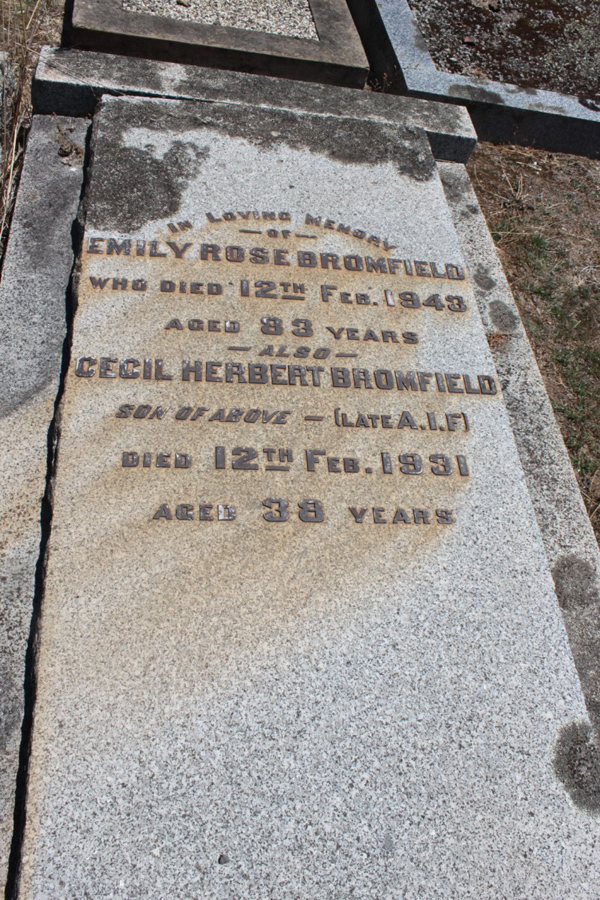 IN LOVING MEMORY
— OF —
EMILY ROSE BROMFIELD
WHO DIED 12TH FEB. 1943
AGED 83 YEARS
— ALSO —
CECIL HERBERT BROMFIELD
SON OF ABOVE — (LATE A.I.F)
DIED 12TH FEB. 1931
AGED 38 YEARS